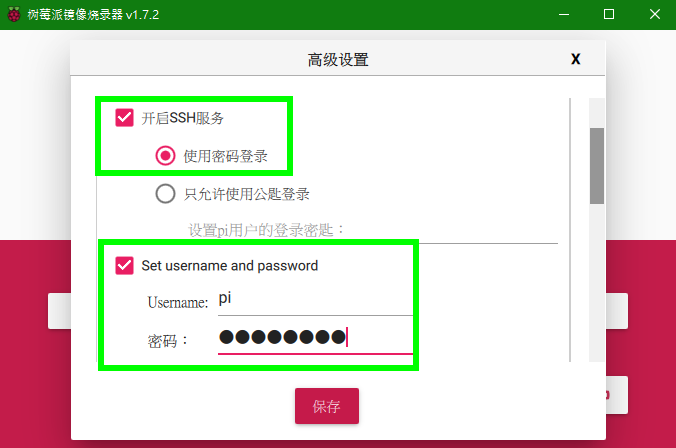 树莓派镜像烧录器 v1.7.2
高级设置
X
开启SSH服务
使用密码登录
只允许使用公匙登录
设置pi用户的登录密匙：
Set username and password
Username: pi
密码： ●●●●●●●●
保存